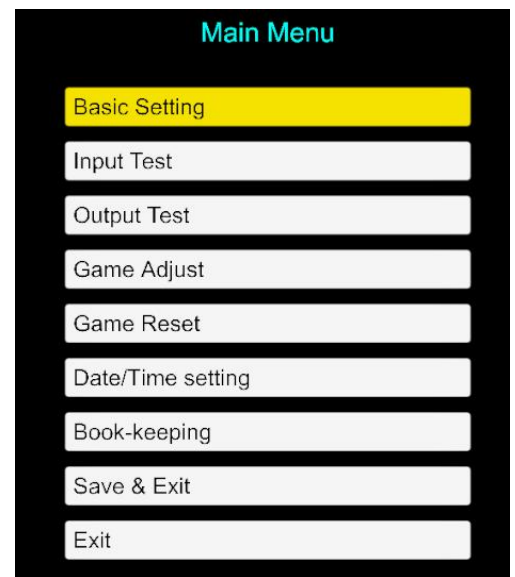 Main Menu
Basic Setting
Input Test
Output Test
Game Adjust
Game Reset
Date/Time setting
Book-keeping
Save & Exit
Exit